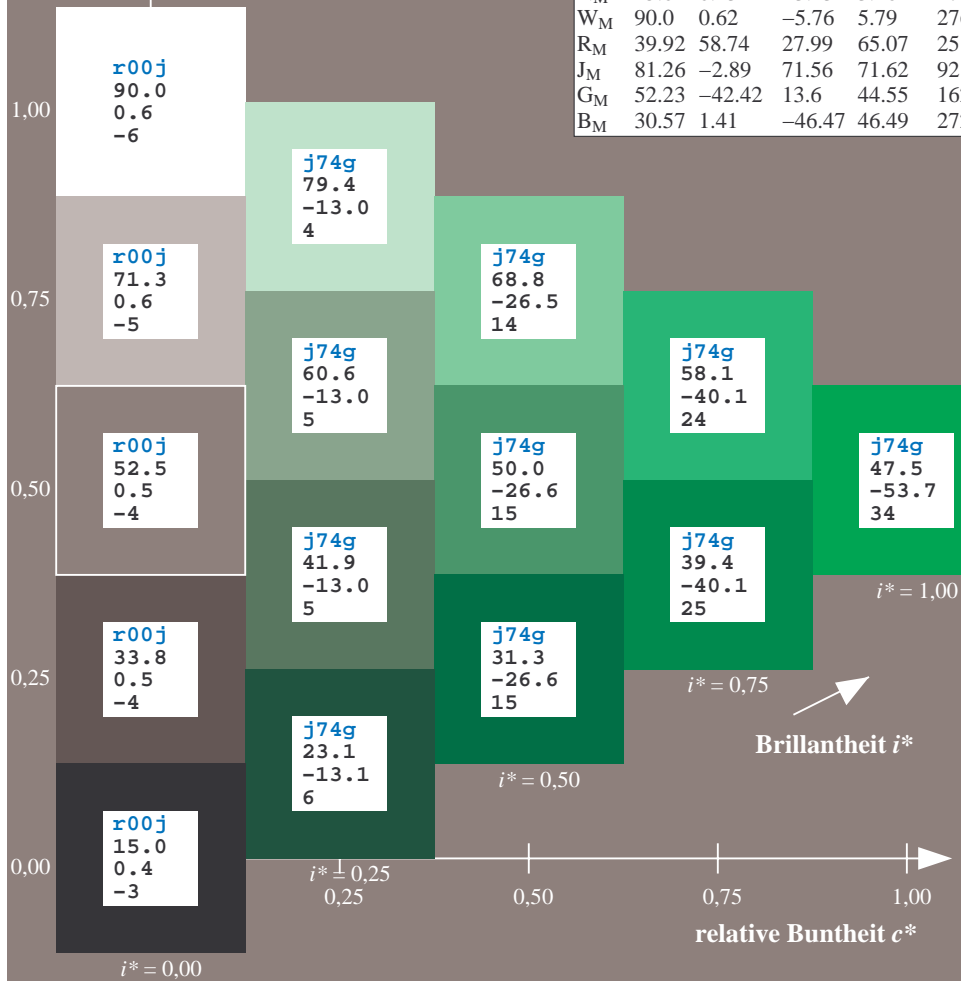 W_M 90.0 0.62 −5.76 5.79
R_M 39.92 58.74 27.99 65.07
J_M 81.26 −2.89 71.56 71.62
G_M 52.23 −42.42 13.6 44.55
B_M 30.57 1.41 −46.47 46.49
1,00
r00j
90.0
0.6
−6
j74g
79.4
−13.0
4
0,75
r00j
71.3
0.6
−5
j74g
68.8
−26.5
14
j74g
60.6
−13.0
5
j74g
58.1
−40.1
24
0,50
r00j
52.5
0.5
−4
j74g
50.0
−26.6
15
j74g
47.5
−53.7
34
i* = 1,00
j74g
41.9
−13.0
5
j74g
39.4
−40.1
25
i* = 0,75
0,25
r00j
33.8
0.5
−4
j74g
31.3
−26.6
15
i* = 0,50
Brillantheit i*
j74g
23.1
−13.1
6
i* = 0,25
0,00
r00j
15.0
0.4
−3
i* = 0,00
0,25 0,50 0,75 1,00
relative Buntheit c*